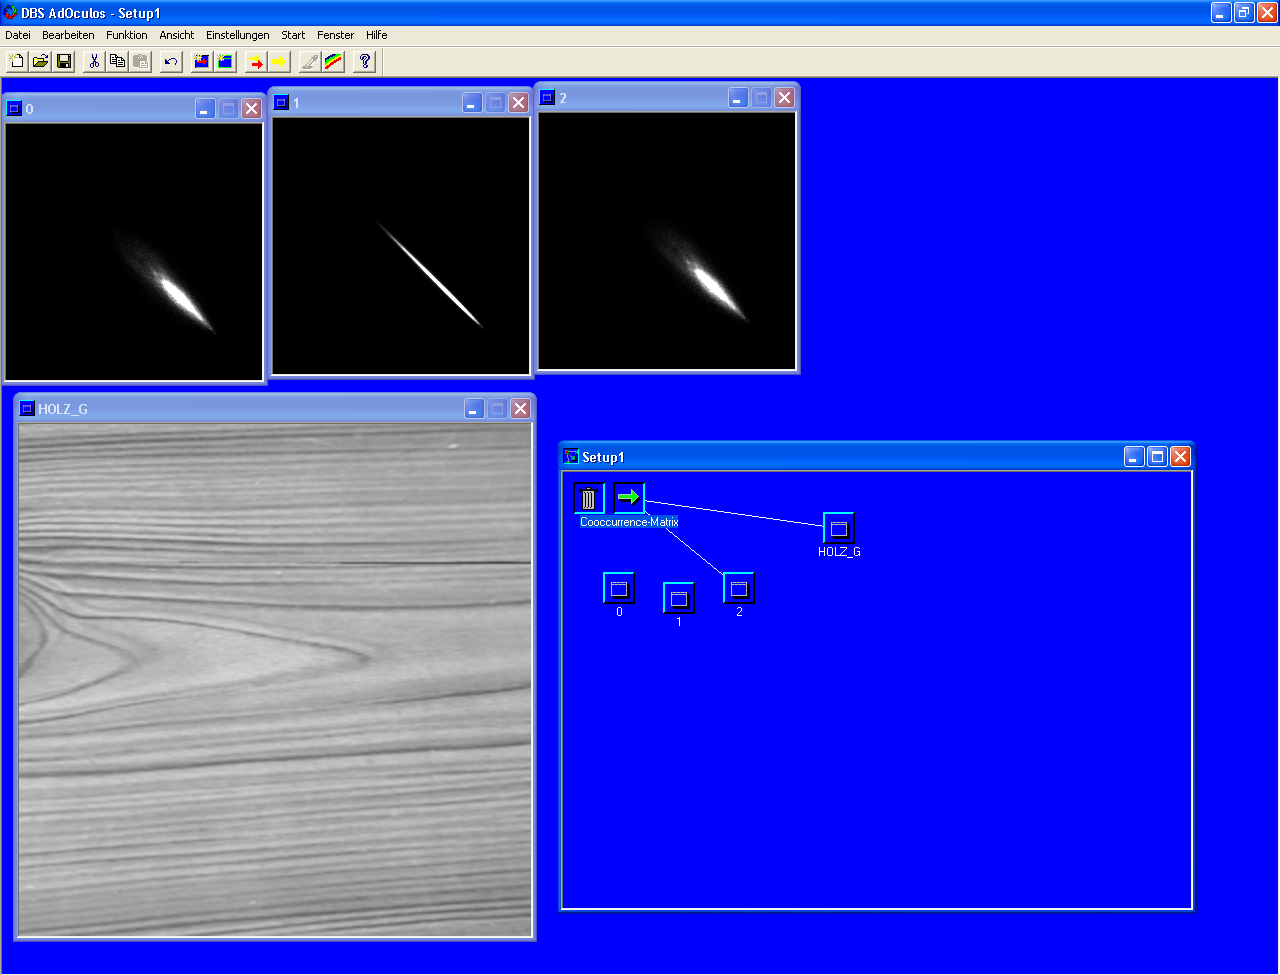 DBS AdOculos - Setup1
Datei Bearbeiten Funktion Ansicht Einstellungen Start Fenster Hilfe
0
1
2
HOLZ_G
Setup1
Cooccurrence-Matrix
HOLZ_G
0
1
2